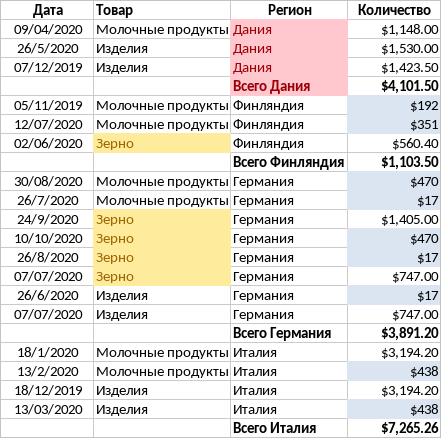 Дата Товар Регион Количество
09/04/2020 Молочные продукты Дания $1,148.00
26/5/2020 Изделия Дания $1,530.00
07/12/2019 Изделия Дания $1,423.50
Всего Дания $4,101.50
05/11/2019 Молочные продукты Финляндия $192
12/07/2020 Молочные продукты Финляндия $351
02/06/2020 Зерно Финляндия $560.40
Всего Финляндия $1,103.50
30/08/2020 Молочные продукты Германия $470
26/7/2020 Молочные продукты Германия $17
24/9/2020 Зерно Германия $1,405.00
10/10/2020 Зерно Германия $470
26/8/2020 Зерно Германия $17
07/07/2020 Зерно Германия $747.00
26/6/2020 Изделия Германия $17
07/07/2020 Изделия Германия $747.00
Всего Германия $3,891.20
18/1/2020 Молочные продукты Италия $3,194.20
13/2/2020 Молочные продукты Италия $438
18/12/2019 Изделия Италия $3,194.20
13/03/2020 Изделия Италия $438
Всего Италия $7,265.26